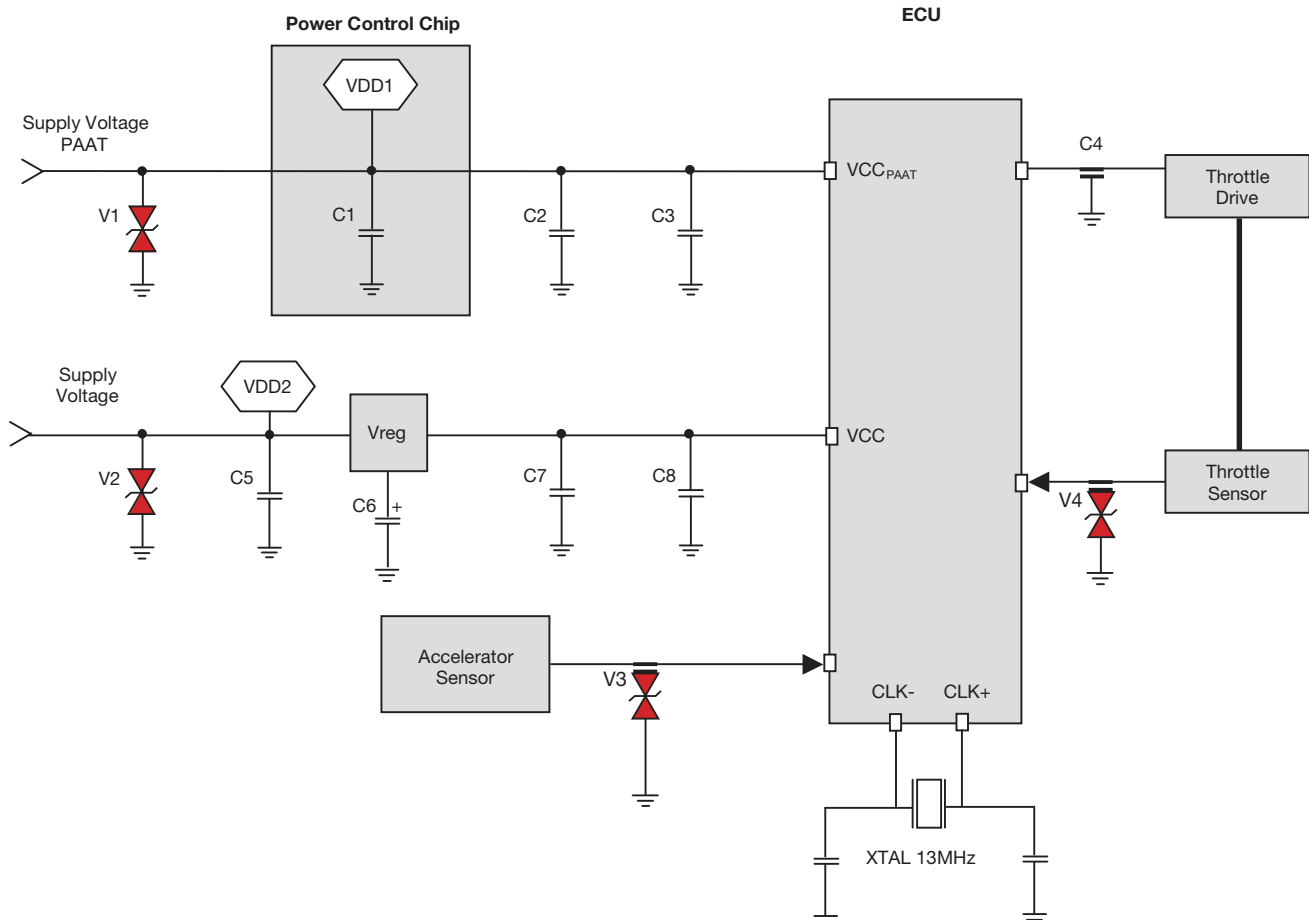 ECU
Power Control Chip
VDD1
Supply Voltage
PAAT
V1
C1
C2
C3
VCCPAAT
C4
Throttle
Drive
Supply
Voltage
VDD2
Vreg
VCC
V2
C5
C6
+
C7
C8
V4
Throttle
Sensor
Accelerator
Sensor
V3
CLK-
CLK+
XTAL 13MHz